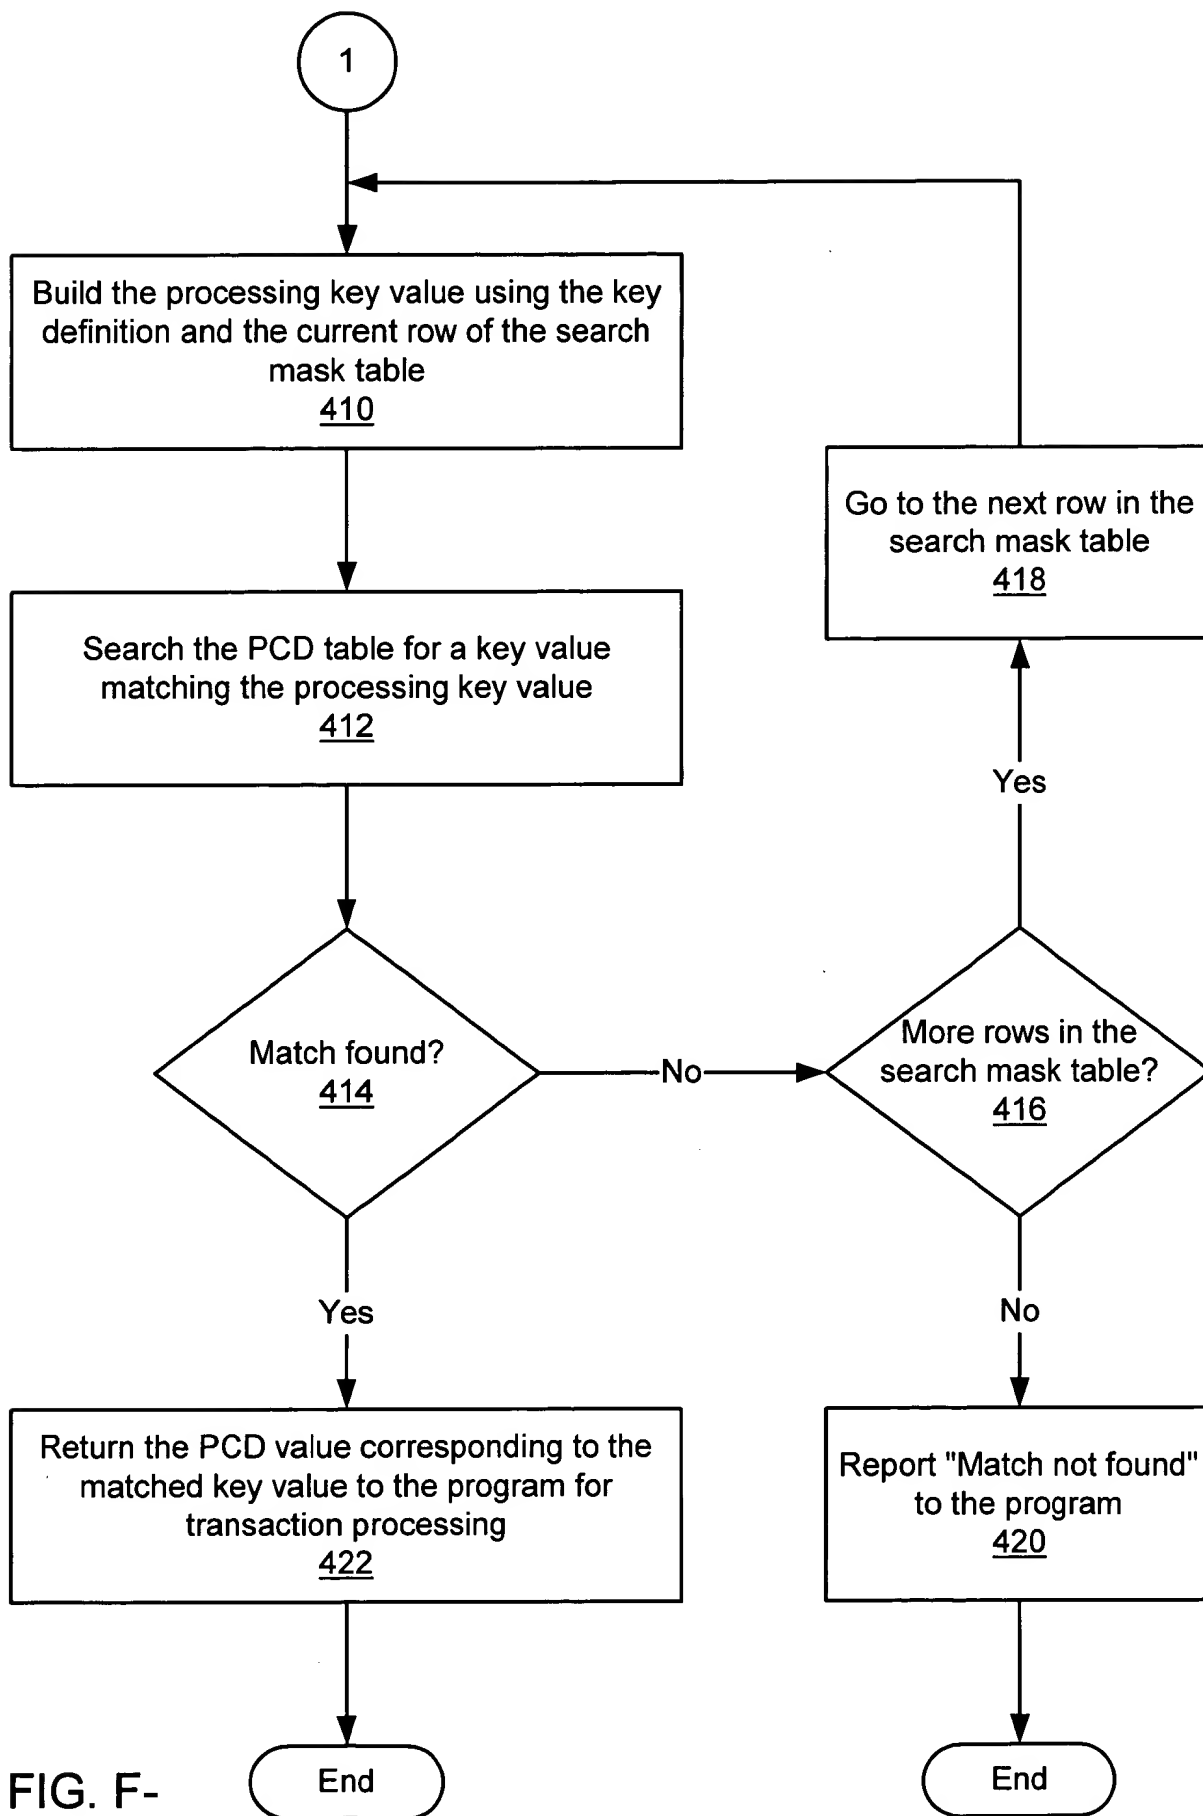 1
Build the processing key value using the key
definition and the current row of the search
mask table
410
Go to the next row in the
search mask table
418
Search the PCD table for a key value
matching the processing key value
412
Yes
Match found?
414
No
More rows in the
search mask table?
416
Yes
No
Return the PCD value corresponding to the
matched key value to the program for
transaction processing
422
Report "Match not found"
to the program
420
End
End
FIG. F-